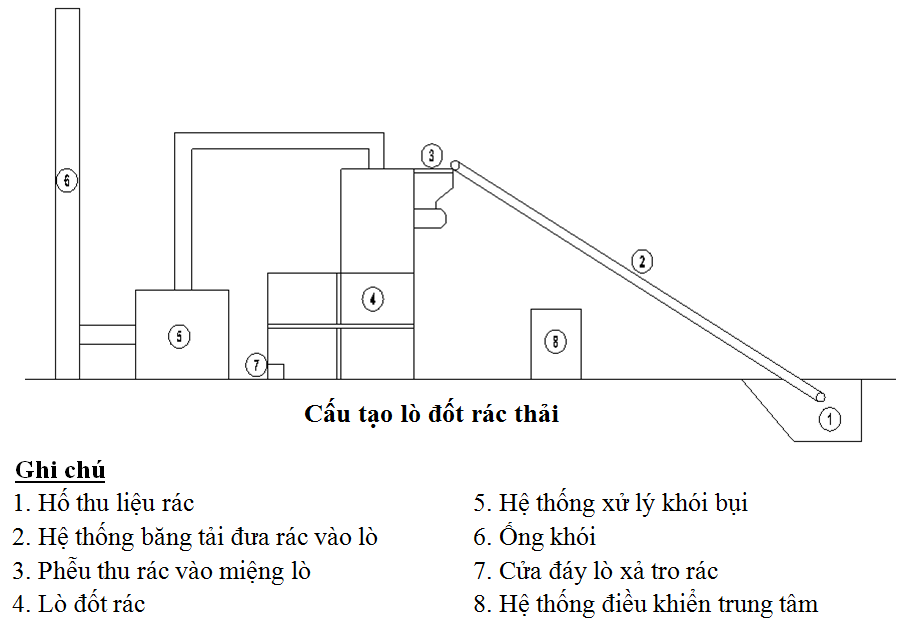 6
3
2
4
5
8
7
1
Cấu tạo lò đốt rác thải
Ghi chú
1. Hố thu liệu rác
2. Hệ thống băng tải đưa rác vào lò
3. Phễu thu rác vào miệng lò
4. Lò đốt rác
5. Hệ thống xử lý khói bụi
6. Ống khói
7. Cửa đáy lò xả tro rác
8. Hệ thống điều khiển trung tâm